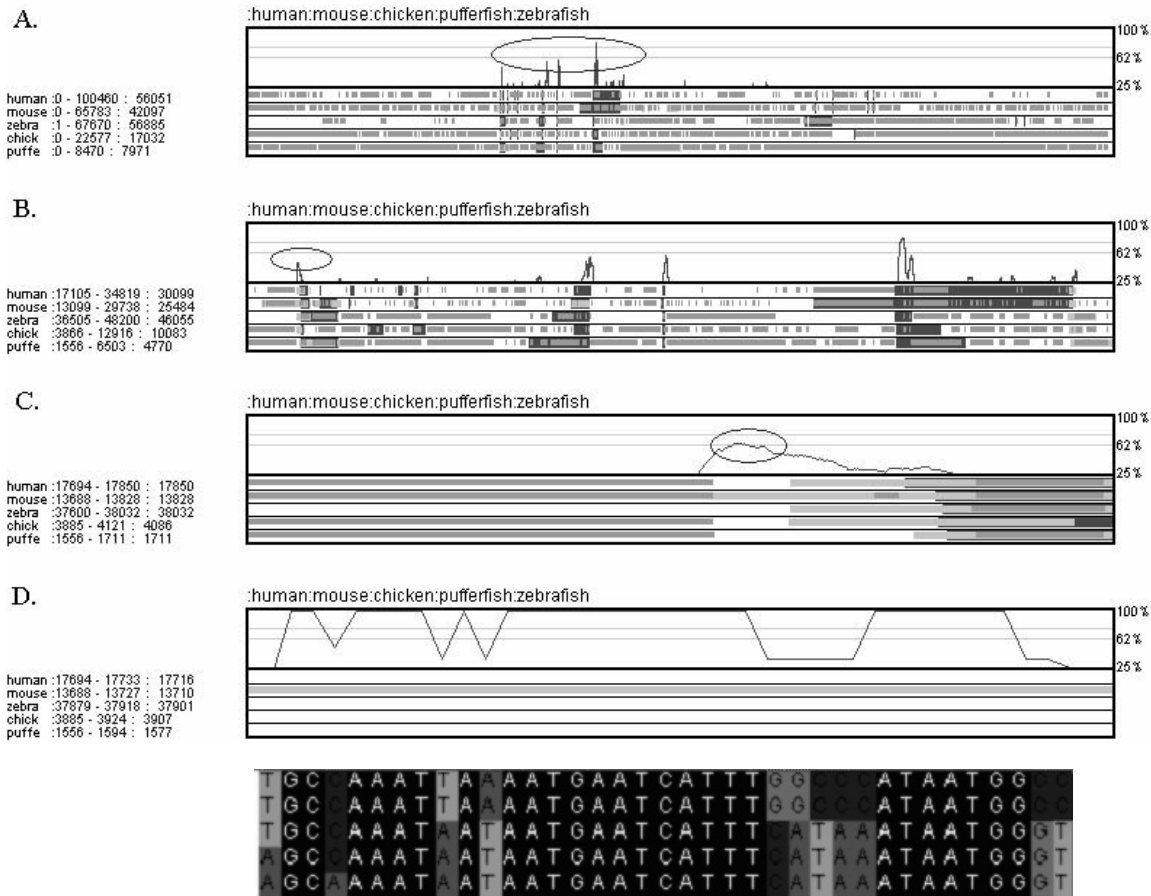 A.
:human:mouse:chicken:pufferfish:zebrafish
100%
62%
25%
human :0 - 100460 : 56051
mouse :0 - 65783 : 42097
zebra :1 - 67670 : 56885
chick :0 - 22577 : 17032
puffe :0 - 8470 : 7971
B.
:human:mouse:chicken:pufferfish:zebrafish
100%
62%
25%
human :17105 - 34819 : 30099
mouse :13099 - 29738 : 25484
zebra :36505 - 48200 : 46055
chick :3866 - 12916 : 10083
puffe :1556 - 6503 : 4770
C.
:human:mouse:chicken:pufferfish:zebrafish
100%
62%
25%
human :17694 - 17850 : 17850
mouse :13688 - 13828 : 13828
zebra :37600 - 38032 : 38032
chick :3885 - 4121 : 4086
puffe :1556 - 1711 : 1711
D.
:human:mouse:chicken:pufferfish:zebrafish
100%
62%
25%
human :17694 - 17733 : 17716
mouse :13688 - 13727 : 13710
zebra :37879 - 37918 : 37901
chick :3885 - 3924 : 3907
puffe :1556 - 1594 : 1577
T G C C A A A T T A A A A T G A A T C A T T T G G C C C A T A A T G G C C
T G C C A A A T T A A A A T G A A T C A T T T G G C C C A T A A T G G C C
T G C C A A A T A A T A A T G A A T C A T T T C A T A A A T A A T G G G T
A G C C A A A T A A T A A T G A A T C A T T T C A T A A A T A A T G G G T
A G C A A A A T A A T A A T G A A T C A T T T C A T A A A T A A T G G G T